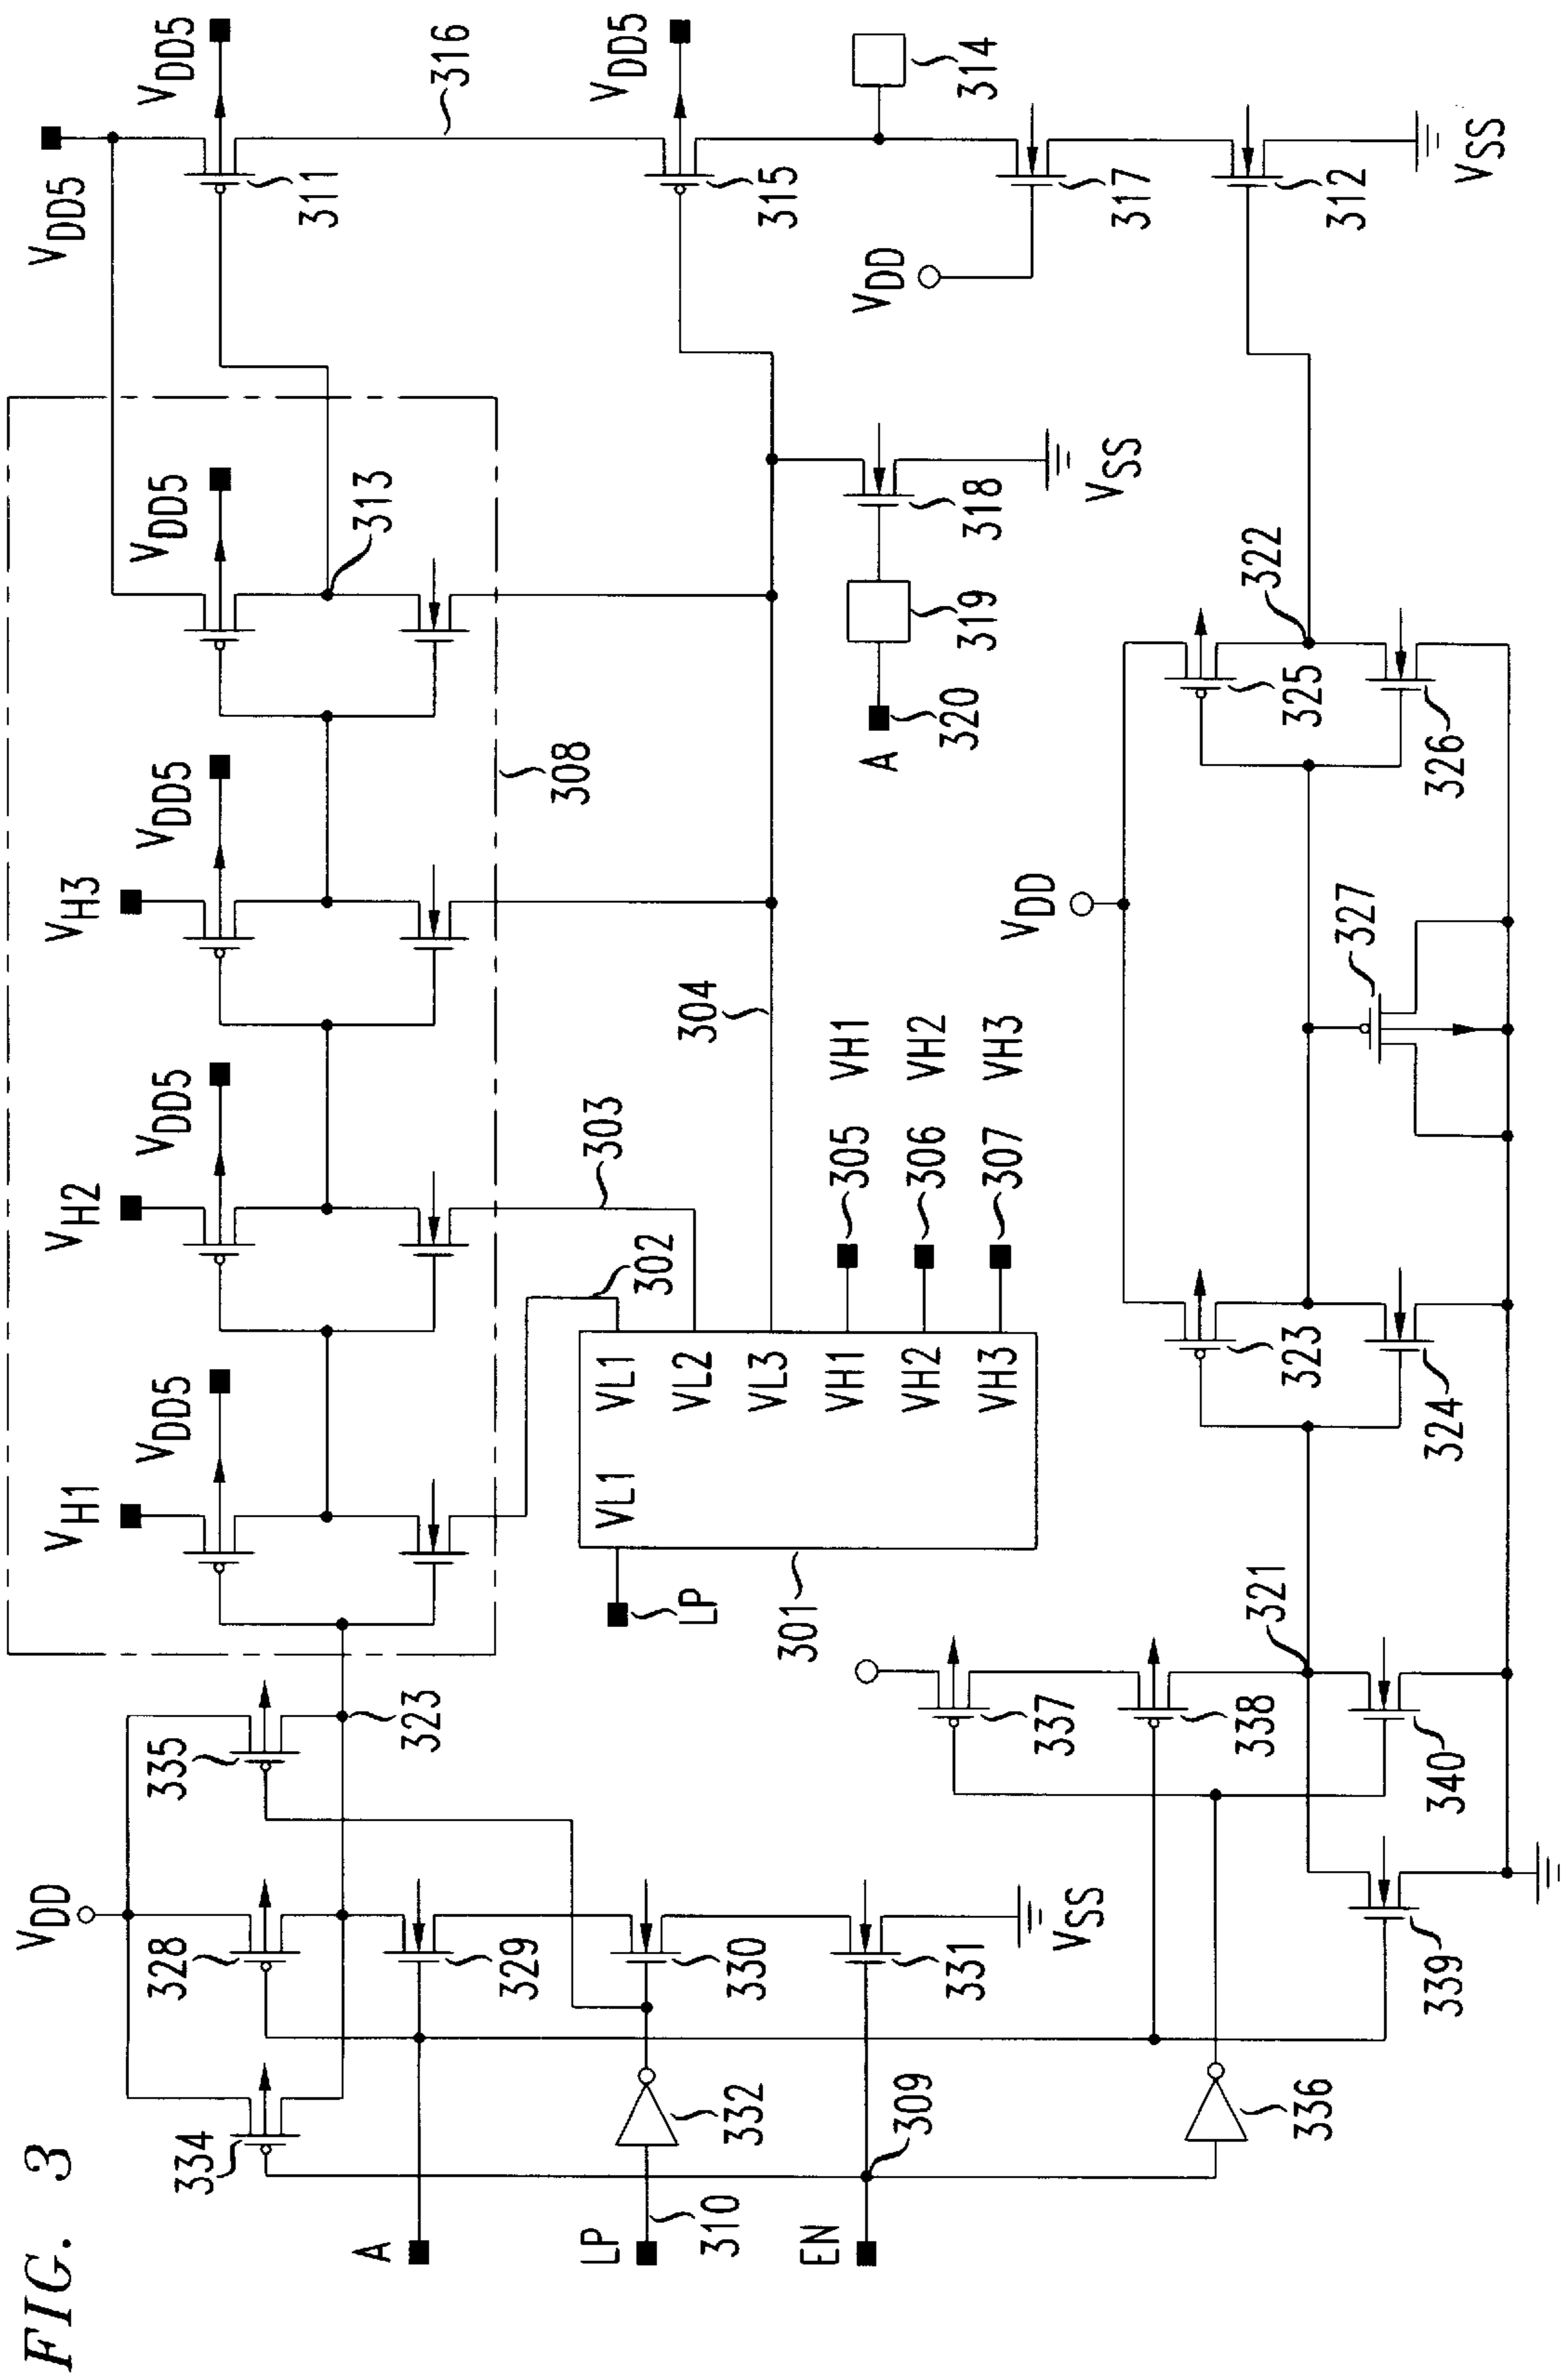 FIG. 3
VDD5
VDD5
311
316
VDD5
315
314
VDD
317
312
VSS
VH1
VDD5
VH2
VDD5
VH3
VDD5
VDD5
313
308
302
303
304
LP
301
VL1
VL1
VL2
VL3
VH1
VH2
VH3
305
VH1
306
VH2
307
VH3
A
320
319
318
VSS
VDD
334
328
335
323
A
329
LP
310
332
330
EN
309
331
VSS
336
337
338
339
340
321
323
324
VDD
327
325
326
322